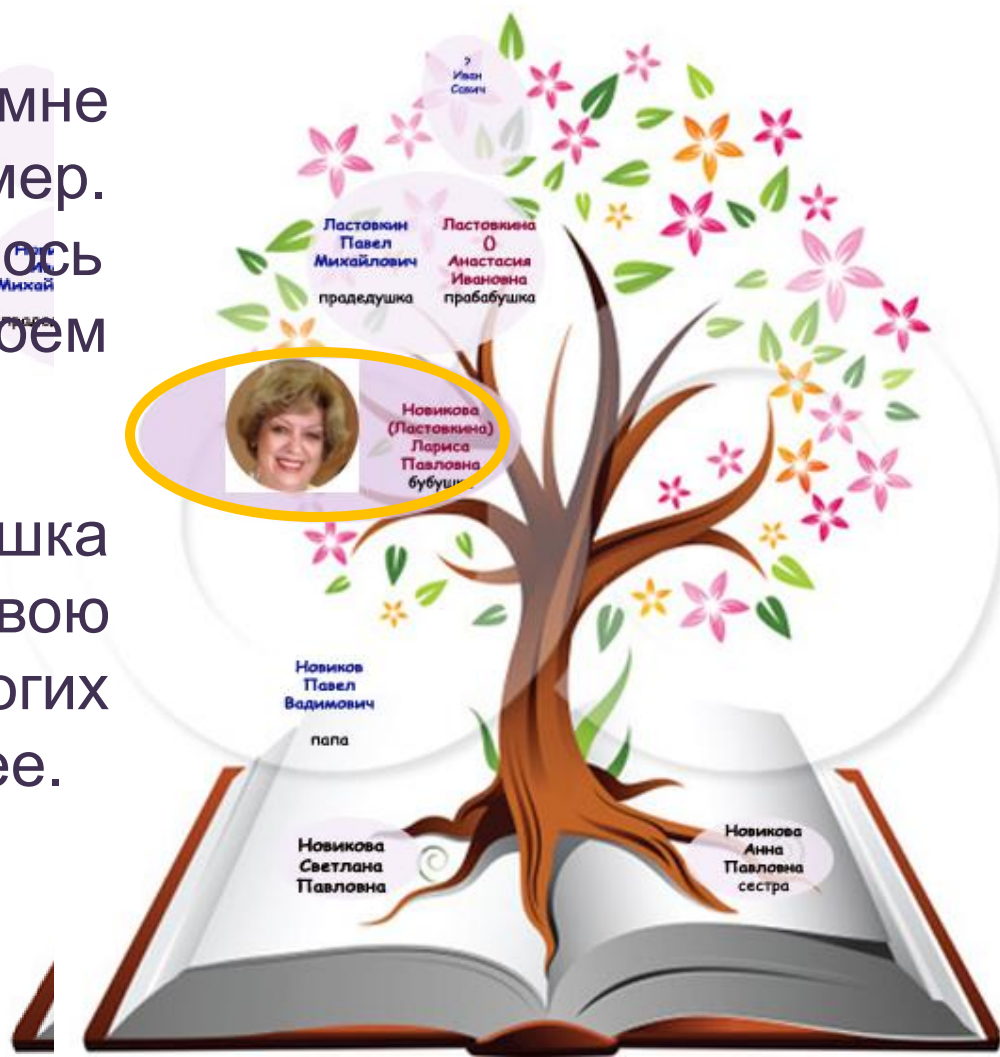 ?
Иван
Савич
мне
мер.
ось
оем
Ластовкин
Павел
Михайлович
прадедушка
Ластовкина
()
Анастасия
Ивановна
прабабушка
Новикова
(Ластовкина)
Лариса
Павловна
бубушка
шка
вою
огих
ее.
Новиков
Павел
Вадимович
папа
Новикова
Светлана
Павловна
Новикова
Анна
Павловна
сестра